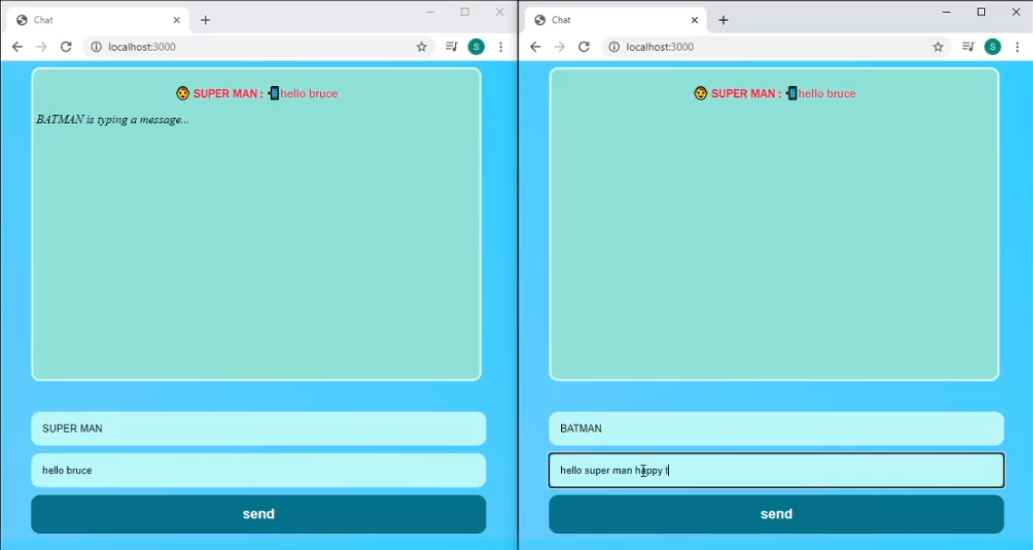 Chat
localhost:3000
🧑 SUPER MAN : 📲hello bruce
BATMAN is typing a message...
SUPER MAN
hello bruce
send
Chat
localhost:3000
🧑 SUPER MAN : 📲hello bruce
BATMAN
hello super man happy t
send
S
S